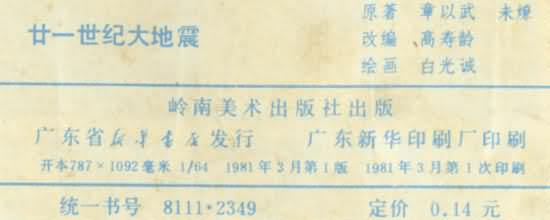 原著 章以武 未燎
廿一世纪大地震
改编 高寿龄
绘画 白光诚
岭南美术出版社出版
广东省新华书店发行 广东新华印刷厂印刷
开本787×1092毫米 1/64 1981年3月第1版 1981年3月第1次印刷
统一书号 8111·2349 定价 0.14元